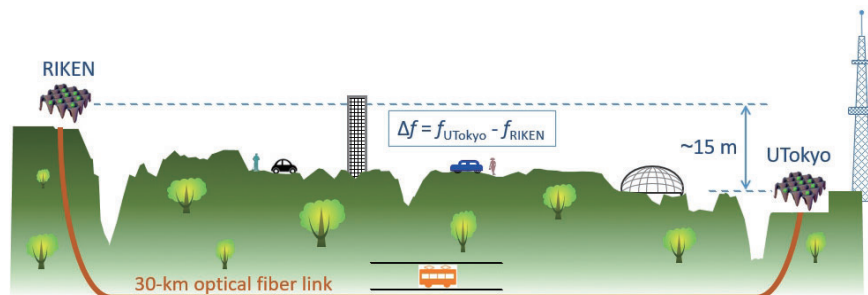 RIKEN
Δf = fUTokyo - fRIKEN
~15 m
UTokyo
30-km optical fiber link